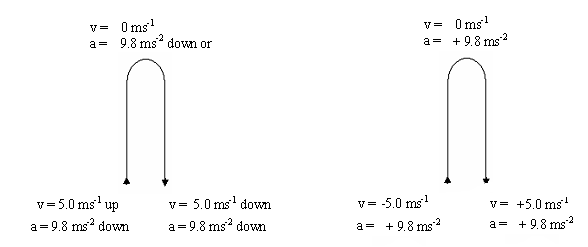 v = 0 ms⁻¹
a = 9.8 ms⁻² down or
v = 5.0 ms⁻¹ up
a = 9.8 ms⁻² down
v = 5.0 ms⁻¹ down
a = 9.8 ms⁻² down
v = 0 ms⁻¹
a = + 9.8 ms⁻²
v = -5.0 ms⁻¹
a = + 9.8 ms⁻²
v = +5.0 ms⁻¹
a = + 9.8 ms⁻²